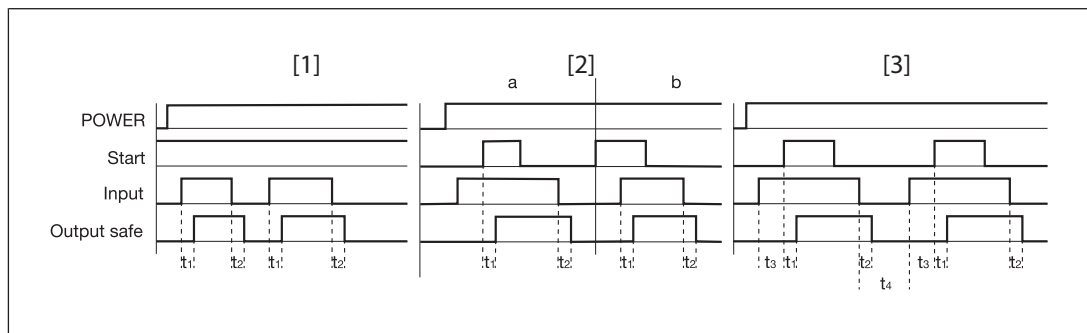 [1] [2] [3]
a b
POWER
Start
Input
Output safe
t1 t2 t1 t2 t1 t2 t1 t2 t3 t1 t2 t3 t1 t2
t4